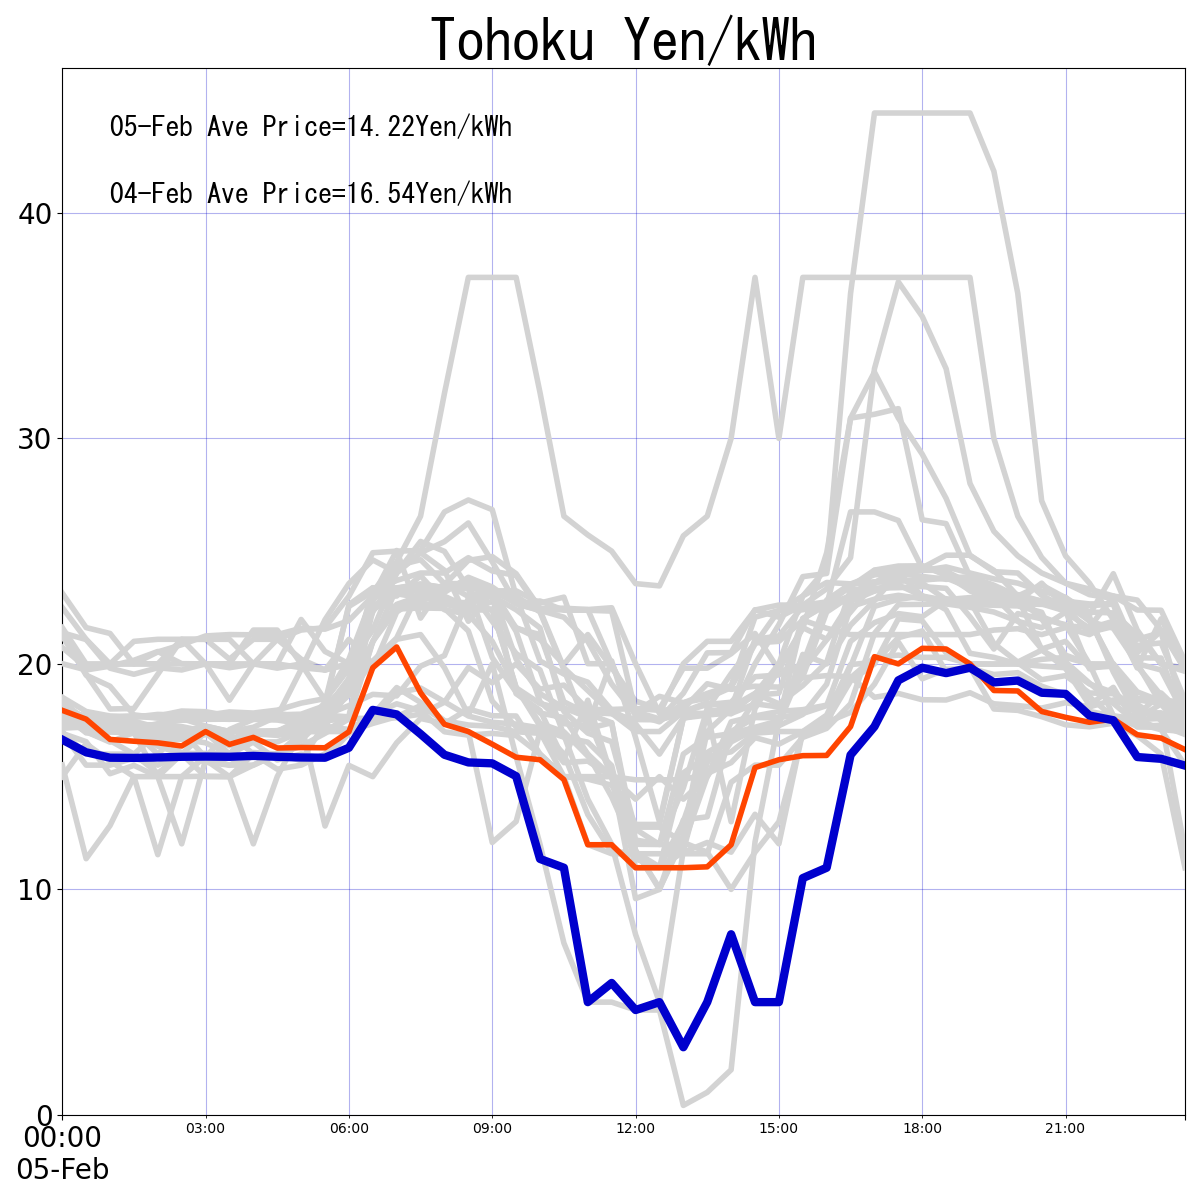 Tohoku Yen/kWh
05-Feb Ave Price=14.22Yen/kWh
04-Feb Ave Price=16.54Yen/kWh
40
30
20
10
0
00:00 03:00 06:00 09:00 12:00 15:00 18:00 21:00
05-Feb